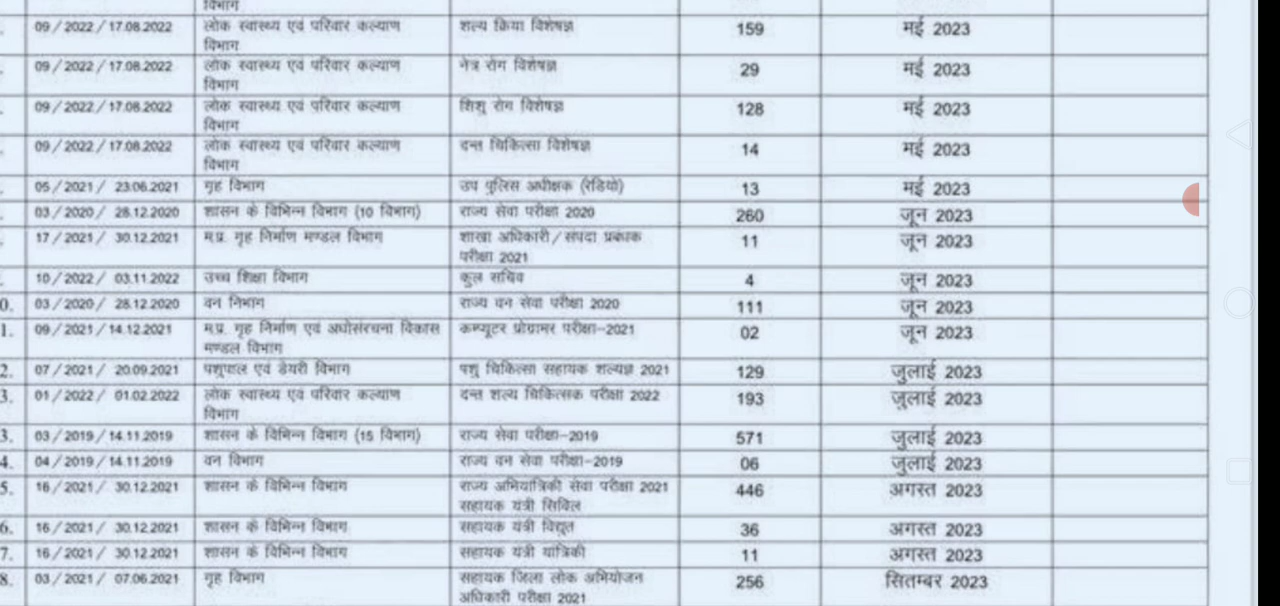 विभाग
. 09/2022/17.08.2022 लोक स्वास्थ्य एवं परिवार कल्याण शल्य क्रिया विशेषज्ञ 159 मई 2023
विभाग
. 09/2022/17.08.2022 लोक स्वास्थ्य एवं परिवार कल्याण नेत्र रोग विशेषज्ञ 29 मई 2023
विभाग
. 09/2022/17.08.2022 लोक स्वास्थ्य एवं परिवार कल्याण शिशु रोग विशेषज्ञ 128 मई 2023
विभाग
. 09/2022/17.08.2022 लोक स्वास्थ्य एवं परिवार कल्याण दन्त चिकित्सा विशेषज्ञ 14 मई 2023
विभाग
. 05/2021/ 23.06.2021 गृह विभाग उप पुलिस अधीक्षक (रेडियो) 13 मई 2023
. 03/2020/ 28.12.2020 शासन के विभिन्न विभाग (10 विभाग) राज्य सेवा परीक्षा 2020 260 जून 2023
. 17/2021/ 30.12.2021 म.प्र. गृह निर्माण मण्डल विभाग शाखा अधिकारी/संपदा प्रबंधक 11 जून 2023
परीक्षा 2021
. 10/2022/ 03.11.2022 उच्च शिक्षा विभाग कुल सचिव 4 जून 2023
0. 03/2020/ 28.12.2020 वन विभाग राज्य वन सेवा परीक्षा 2020 111 जून 2023
1. 09/2021/14.12.2021 म.प्र. गृह निर्माण एवं अधोसंरचना विकास कम्प्यूटर प्रोग्रामर परीक्षा-2021 02 जून 2023
मण्डल विभाग
2. 07/2021/ 20.09.2021 पशुपाल एवं डेयरी विभाग पशु चिकित्सा सहायक शल्यज्ञ 2021 129 जुलाई 2023
3. 01/2022/ 01.02.2022 लोक स्वास्थ्य एवं परिवार कल्याण दन्त शल्य चिकित्सक परीक्षा 2022 193 जुलाई 2023
विभाग
3. 03/2019/14.11.2019 शासन के विभिन्न विभाग (15 विभाग) राज्य सेवा परीक्षा-2019 571 जुलाई 2023
4. 04/2019/14.11.2019 वन विभाग राज्य वन सेवा परीक्षा-2019 06 जुलाई 2023
5. 16/2021/ 30.12.2021 शासन के विभिन्न विभाग राज्य अभियांत्रिकी सेवा परीक्षा 2021 446 अगस्त 2023
सहायक यंत्री सिविल
6. 16/2021/ 30.12.2021 शासन के विभिन्न विभाग सहायक यंत्री विद्युत 36 अगस्त 2023
7. 16/2021/ 30.12.2021 शासन के विभिन्न विभाग सहायक यंत्री यांत्रिकी 11 अगस्त 2023
8. 03/2021/ 07.06.2021 गृह विभाग सहायक जिला लोक अभियोजन 256 सितम्बर 2023
अधिकारी परीक्षा 2021